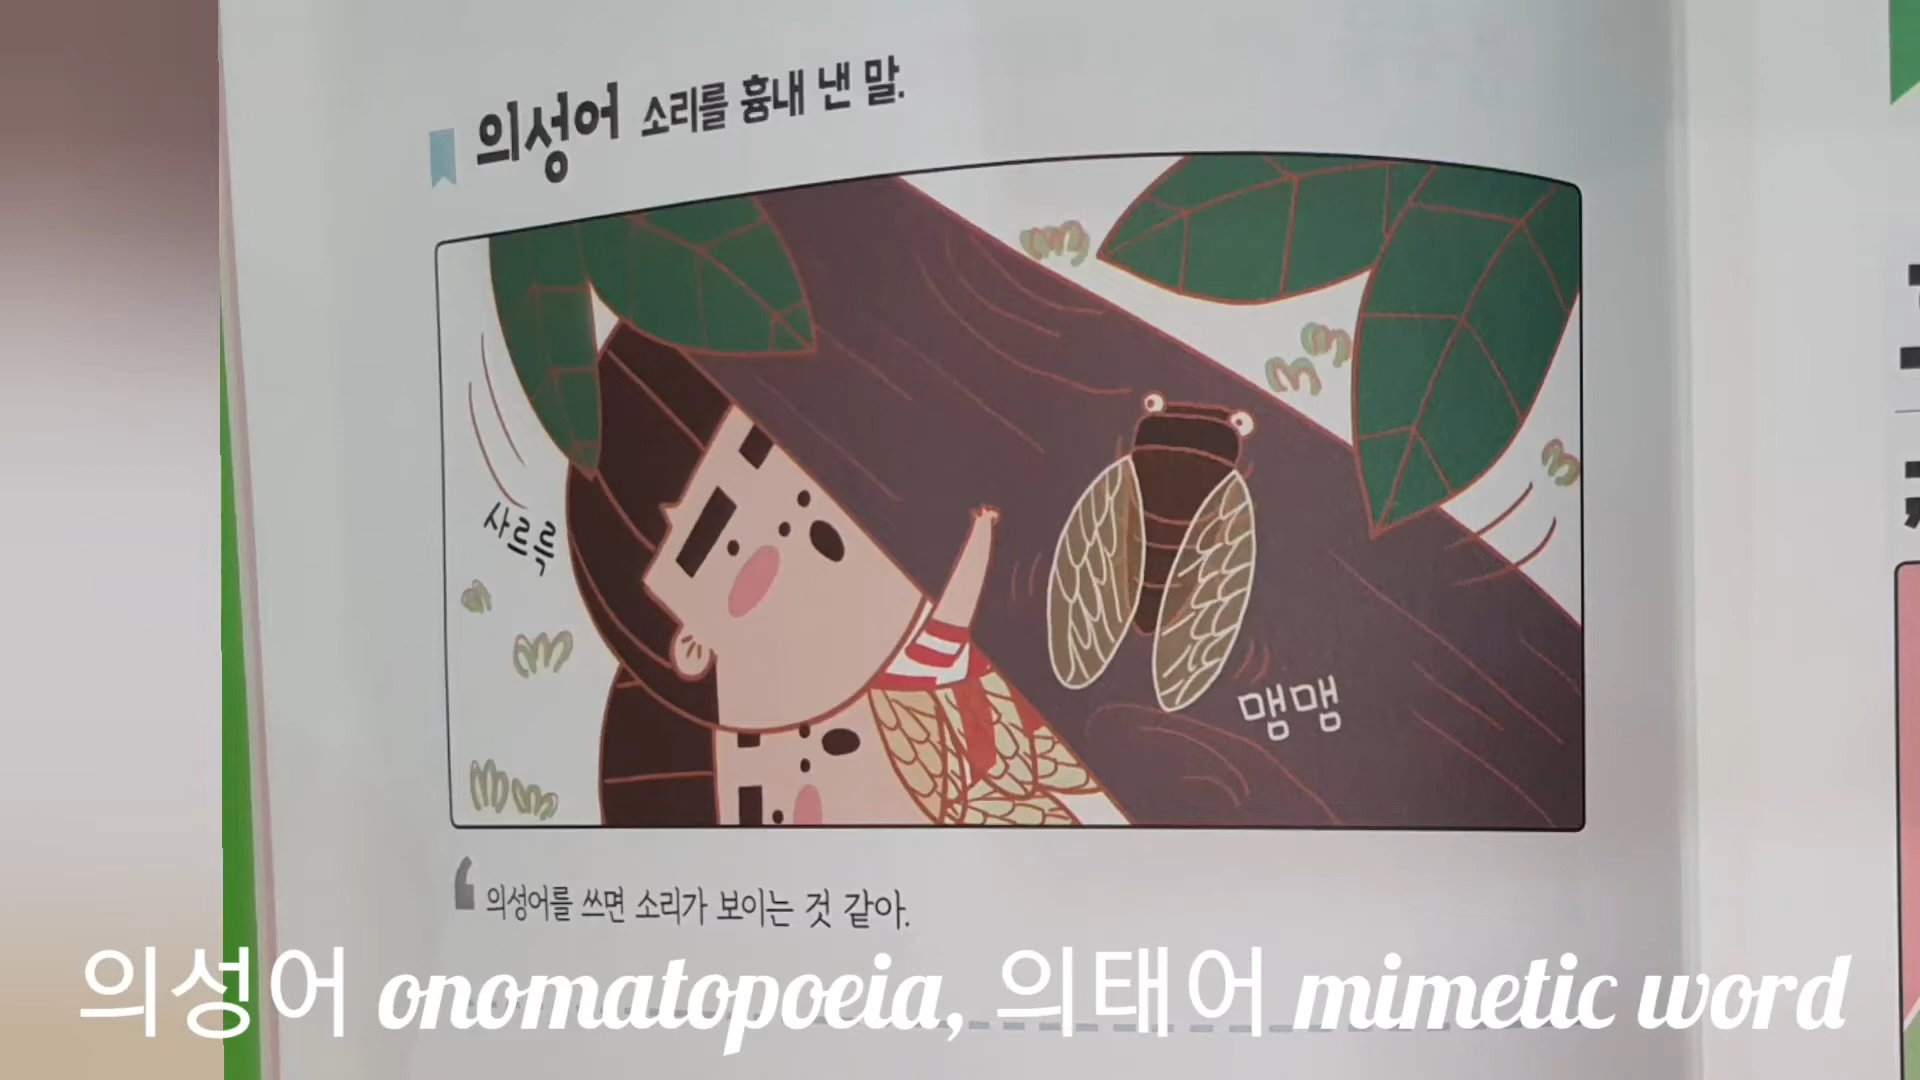 의성어 소리를 흉내 낸 말.
사르륵
맴맴
의성어를 쓰면 소리가 보이는 것 같아.
의성어 onomatopoeia, 의태어 mimetic word